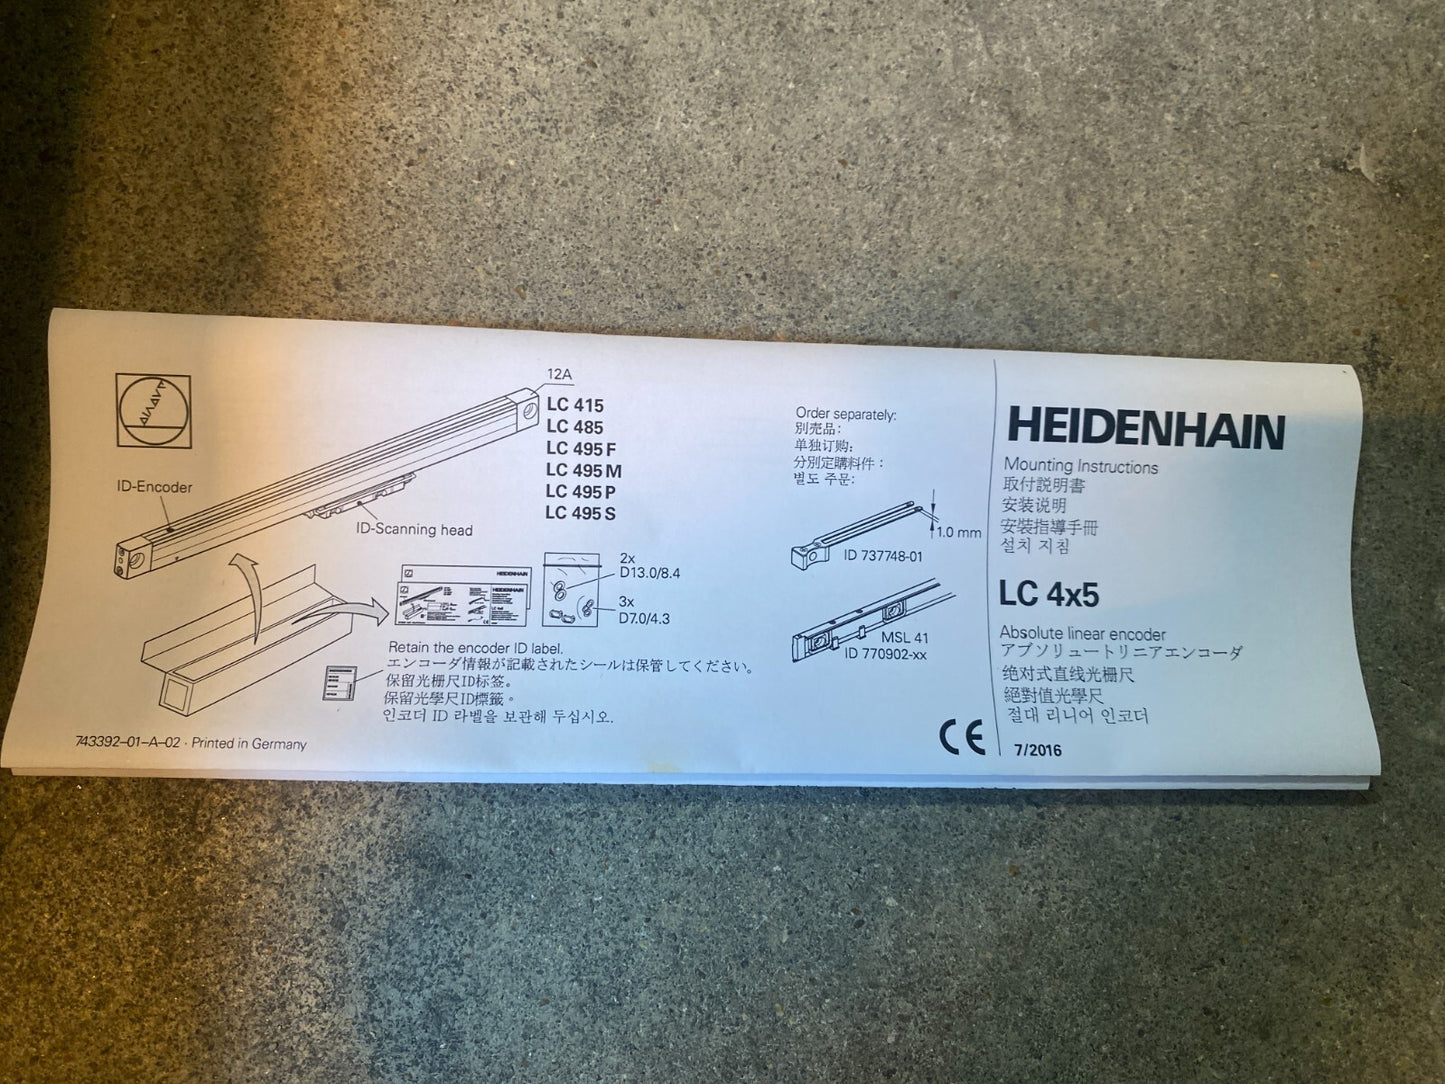 12A
LC 415
LC 485
LC 495 F
LC 495 M
LC 495 P
LC 495 S
ID-Encoder
ID-Scanning head
2x
D13.0/8.4
3x
D7.0/4.3
HEIDENHAIN
HEIDENHAIN
Retain the encoder ID label.
エンコーダ情報が記載されたシールは保管してください。
保留光栅尺ID标签。
保留光學尺ID標籤。
인코더 ID 라벨을 보관해 두십시오.
743392–01–A–02 · Printed in Germany
Order separately:
別売品:
单独订购:
分別定購料件:
별도 주문:
1.0 mm
ID 737748-01
MSL 41
ID 770902-xx
CE
HEIDENHAIN
Mounting Instructions
取付説明書
安装说明
安裝指導手冊
설치 지침
LC 4x5
Absolute linear encoder
アブソリュートリニアエンコーダ
绝对式直线光栅尺
絕對值光學尺
절대 리니어 인코더
7/2016